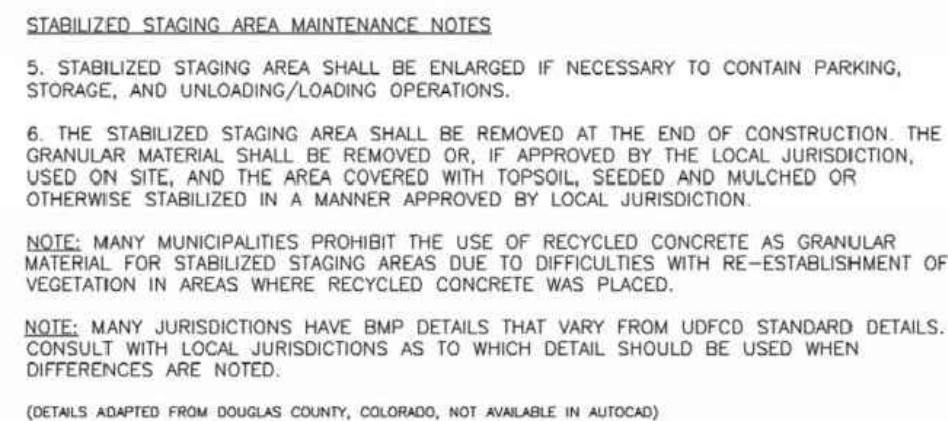 STABILIZED STAGING AREA MAINTENANCE NOTES
5. STABILIZED STAGING AREA SHALL BE ENLARGED IF NECESSARY TO CONTAIN PARKING,
STORAGE, AND UNLOADING/LOADING OPERATIONS.
6. THE STABILIZED STAGING AREA SHALL BE REMOVED AT THE END OF CONSTRUCTION. THE
GRANULAR MATERIAL SHALL BE REMOVED OR, IF APPROVED BY THE LOCAL JURISDICTION,
USED ON SITE, AND THE AREA COVERED WITH TOPSOIL, SEEDED AND MULCHED OR
OTHERWISE STABILIZED IN A MANNER APPROVED BY LOCAL JURISDICTION.
NOTE: MANY MUNICIPALITIES PROHIBIT THE USE OF RECYCLED CONCRETE AS GRANULAR
MATERIAL FOR STABILIZED STAGING AREAS DUE TO DIFFICULTIES WITH RE-ESTABLISHMENT OF
VEGETATION IN AREAS WHERE RECYCLED CONCRETE WAS PLACED.
NOTE: MANY JURISDICTIONS HAVE BMP DETAILS THAT VARY FROM UDFCD STANDARD DETAILS.
CONSULT WITH LOCAL JURISDICTIONS AS TO WHICH DETAIL SHOULD BE USED WHEN
DIFFERENCES ARE NOTED.
(DETAILS ADAPTED FROM DOUGLAS COUNTY, COLORADO, NOT AVAILABLE IN AUTOCAD)